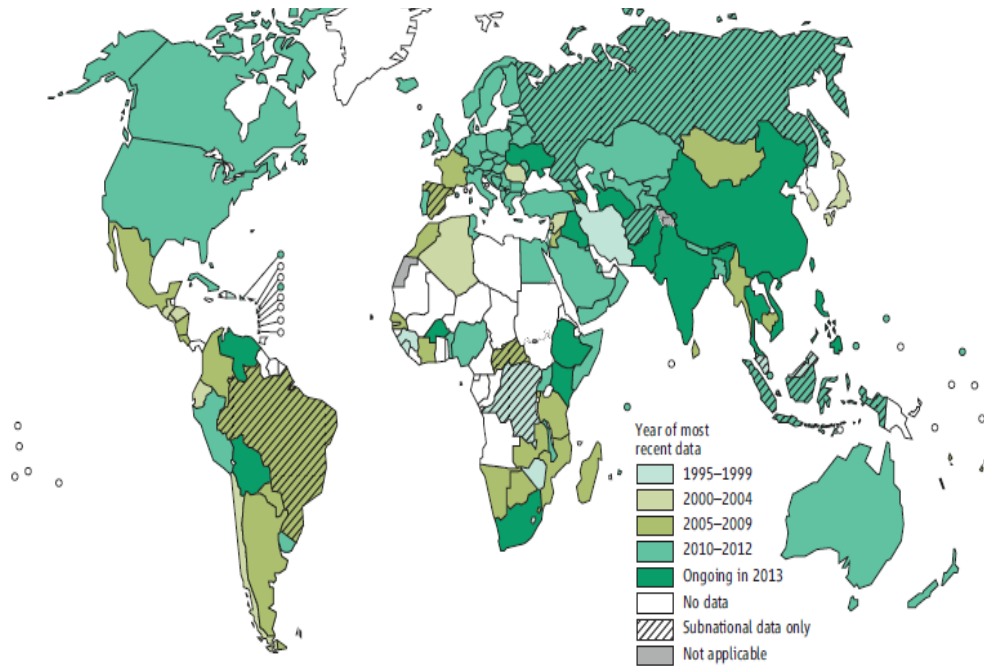 Year of most
recent data
1995–1999
2000–2004
2005–2009
2010–2012
Ongoing in 2013
No data
Subnational data only
Not applicable